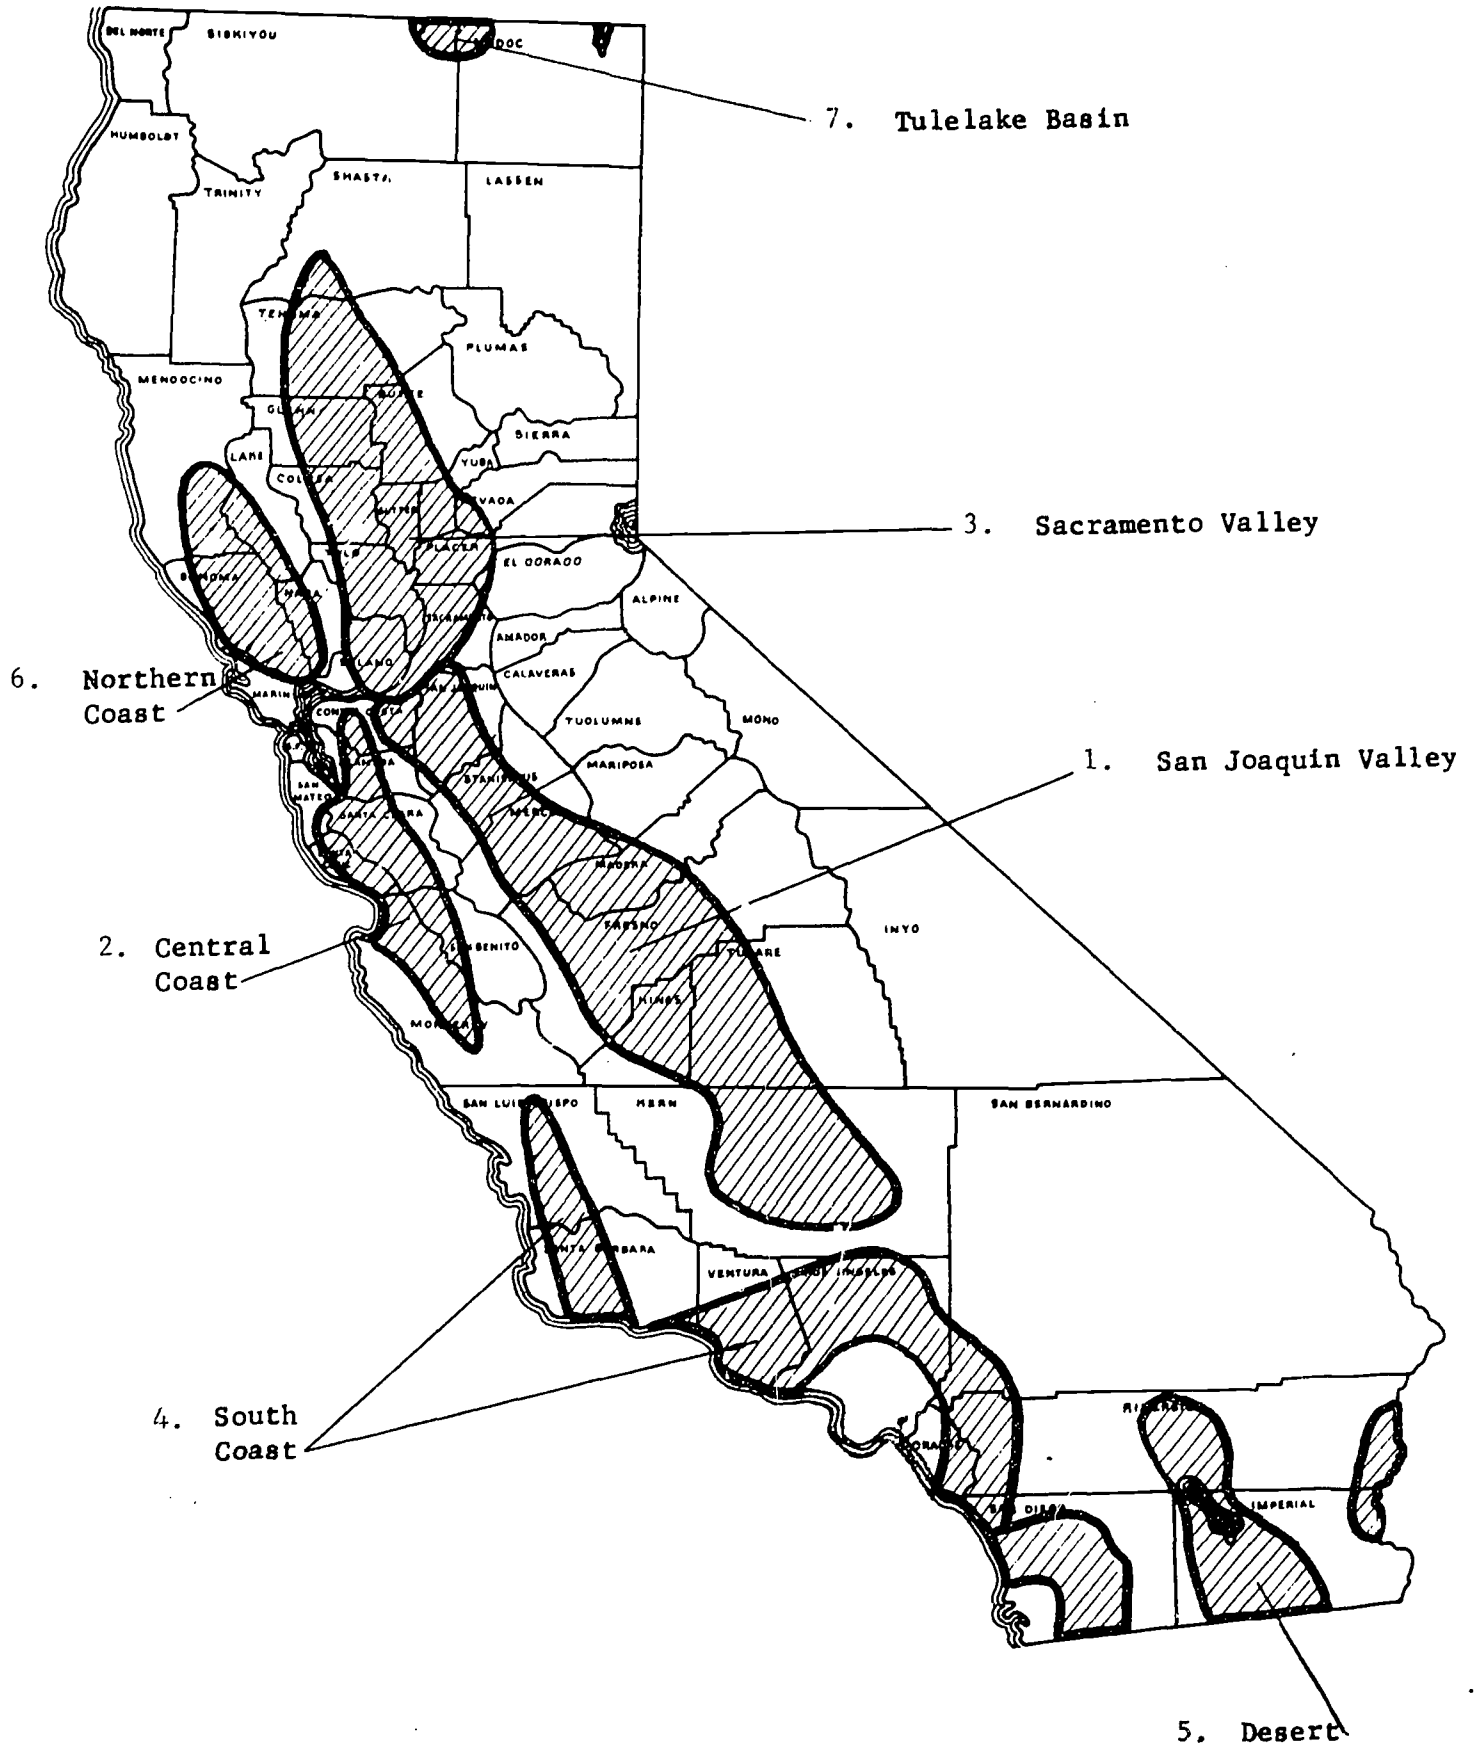 DEL NORTE
SISKIYOU
7. Tulelake Basin
HUMBOLDT
TRINITY
SHASTA
LASSEN
TEHAMA
PLUMAS
MENDOCINO
BUTTE
GLENN
SIERRA
LAKE
YUBA
COLUSA
SUTTER
3. Sacramento Valley
YOLO
PLACER
EL DORADO
SONOMA
NAPA
ALPINE
SACRAMENTO
AMADOR
SOLANO
CALAVERAS
6. Northern
Coast
MARIN
SAN JOAQUIN
CONTRA COSTA
TUOLUMNE
MONO
1. San Joaquin Valley
MARIPOSA
STANISLAUS
SAN
MATEO
SANTA CLARA
MERCED
MADERA
FRESNO
INYO
2. Central
Coast
SAN BENITO
TULARE
KINGS
MONTEREY
SAN LUIS OBISPO
KERN
SAN BERNARDINO
SANTA BARBARA
VENTURA
LOS ANGELES
4. South
Coast
RIVERSIDE
ORANGE
SAN DIEGO
IMPERIAL
5. Desert